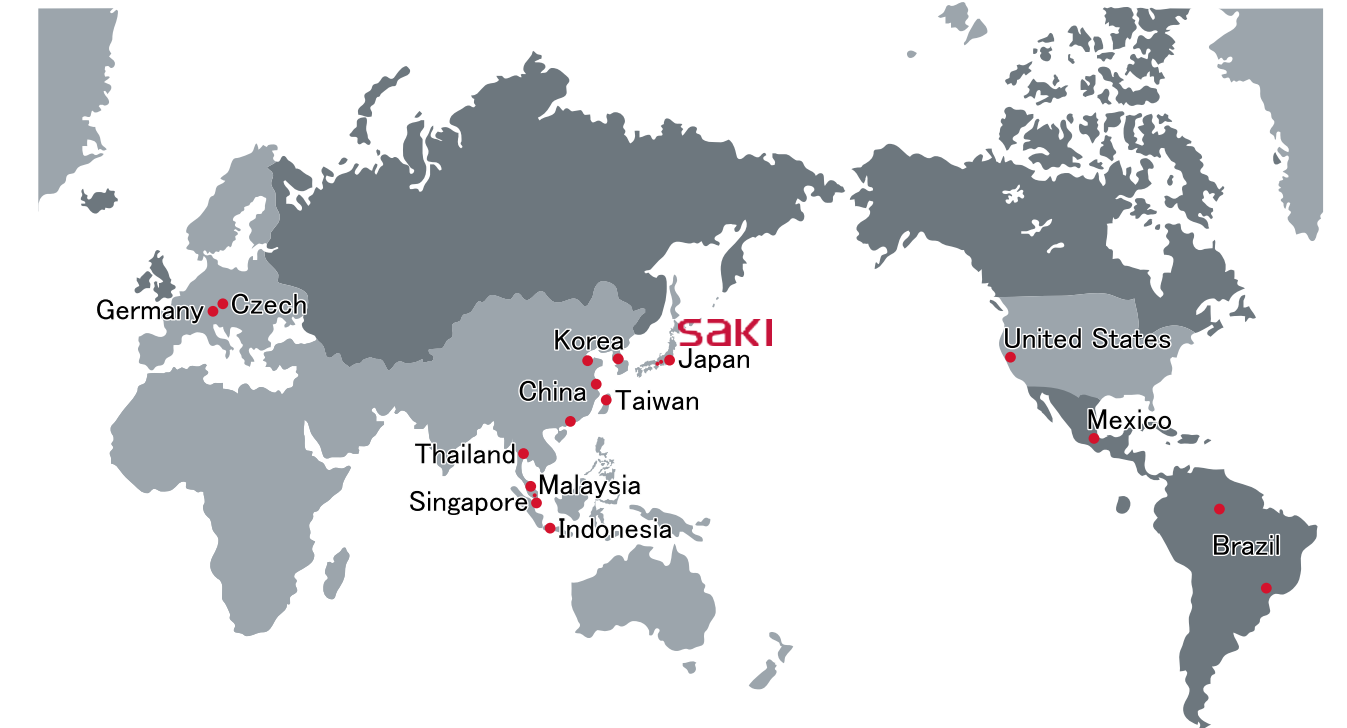 Germany
Czech
saki
Korea
Japan
China
Taiwan
Thailand
Malaysia
Singapore
Indonesia
United States
Mexico
Brazil